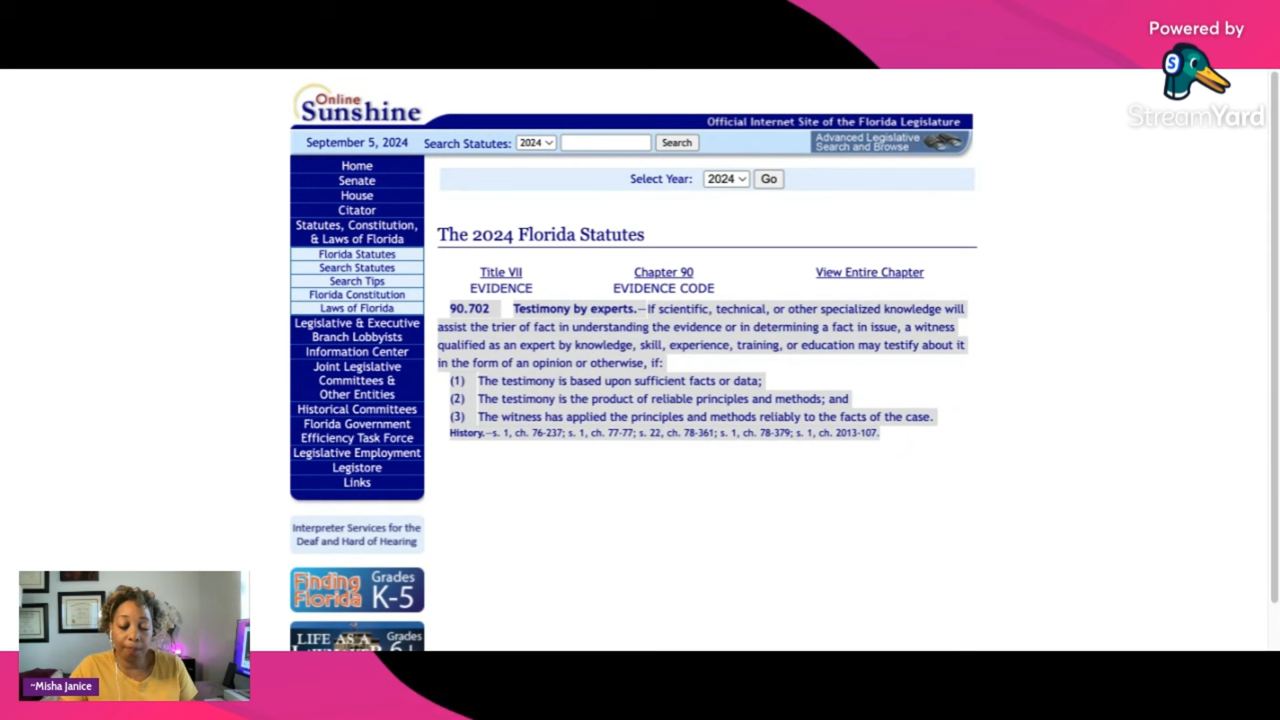 Powered by
S
StreamYard
Online
Sunshine
Official Internet Site of the Florida Legislature
September 5, 2024
Search Statutes: 2024 Search
Advanced Legislative
Search and Browse
Home
Senate
House
Citator
Statutes, Constitution,
& Laws of Florida
Florida Statutes
Search Statutes
Search Tips
Florida Constitution
Laws of Florida
Legislative & Executive
Branch Lobbyists
Information Center
Joint Legislative
Committees &
Other Entities
Historical Committees
Florida Government
Efficiency Task Force
Legislative Employment
Legistore
Links
Interpreter Services for the
Deaf and Hard of Hearing
Finding
Florida
Grades
K-5
LIFE AS A
Grades
Select Year: 2024 Go
The 2024 Florida Statutes
Title VII Chapter 90 View Entire Chapter
EVIDENCE EVIDENCE CODE
90.702 Testimony by experts.—If scientific, technical, or other specialized knowledge will
assist the trier of fact in understanding the evidence or in determining a fact in issue, a witness
qualified as an expert by knowledge, skill, experience, training, or education may testify about it
in the form of an opinion or otherwise, if:
(1) The testimony is based upon sufficient facts or data;
(2) The testimony is the product of reliable principles and methods; and
(3) The witness has applied the principles and methods reliably to the facts of the case.
History.—s. 1, ch. 76-237; s. 1, ch. 77-77; s. 22, ch. 78-361; s. 1, ch. 78-379; s. 1, ch. 2013-107.
~Misha Janice